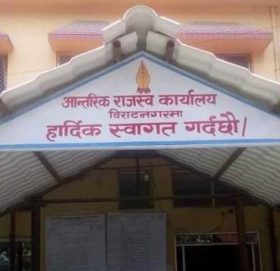 आन्तरिक राजस्व कार्यालय
विराटनगरमा
हार्दिक स्वागत गर्दछौं।